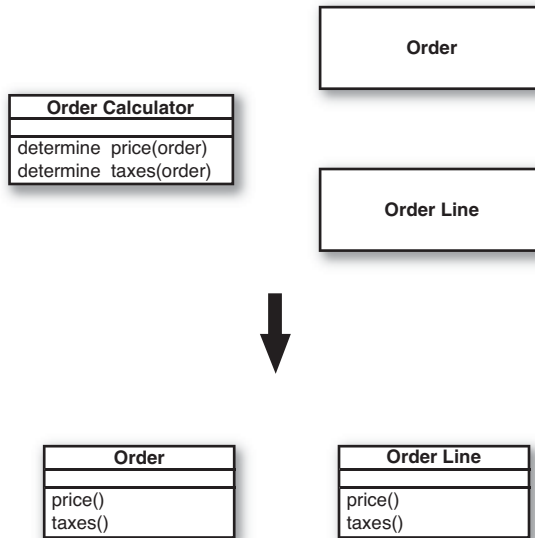 Order
Order Calculator
determine price(order)
determine taxes(order)
Order Line
Order
price()
taxes()
Order Line
price()
taxes()